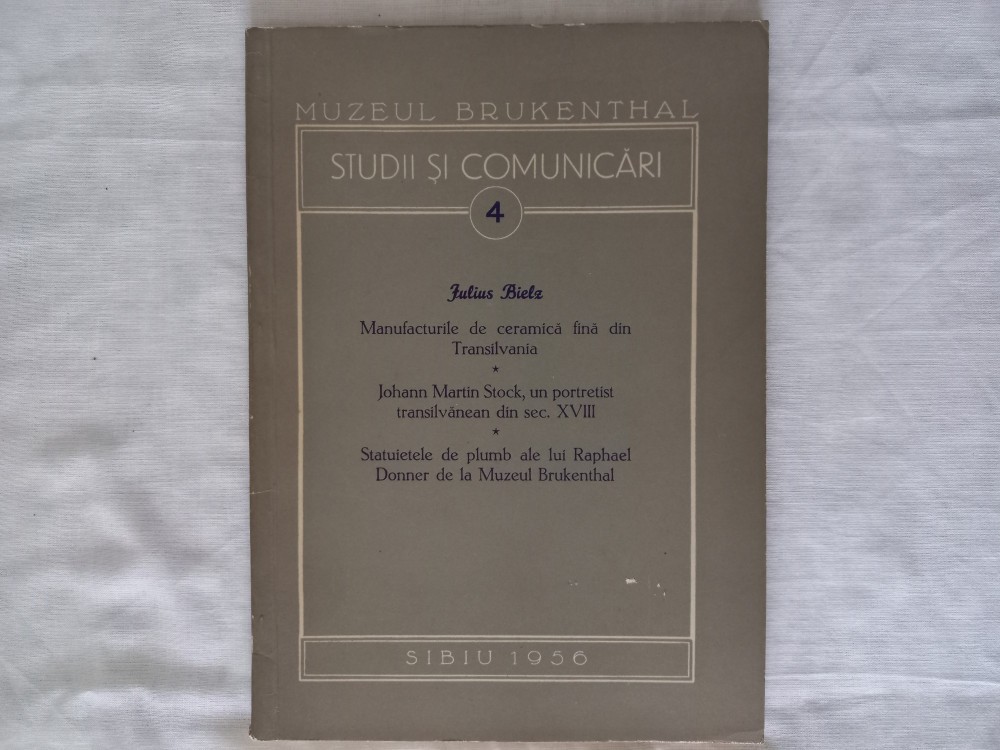 MUZEUL BRUKENTHAL
STUDII ȘI COMUNICĂRI
4
Julius Bielz
Manufacturile de ceramică fină din
Transilvania
★
Johann Martin Stock, un portretist
transilvănean din sec. XVIII
★
Statuietele de plumb ale lui Raphael
Donner de la Muzeul Brukenthal
SIBIU 1956